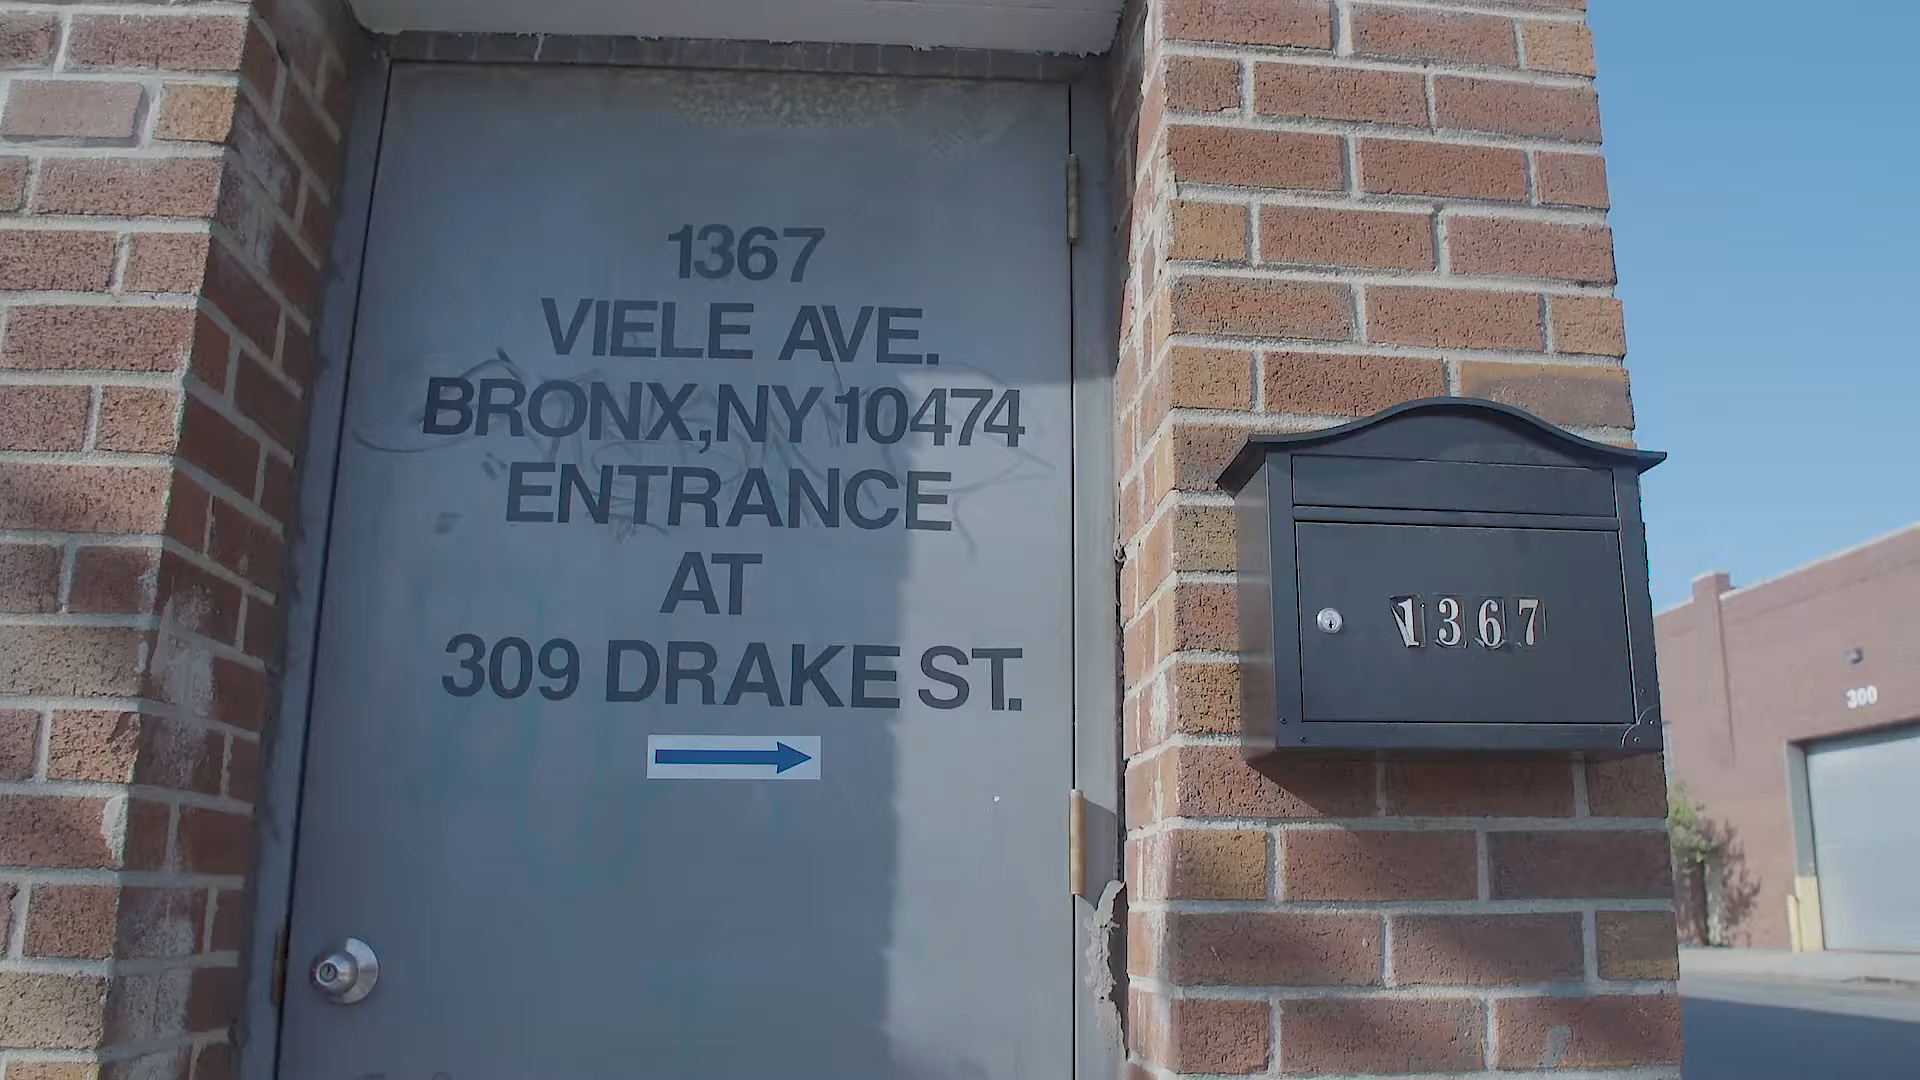 1367
VIELE AVE.
BRONX, NY 10474
ENTRANCE
AT
309 DRAKE ST.
1367
300